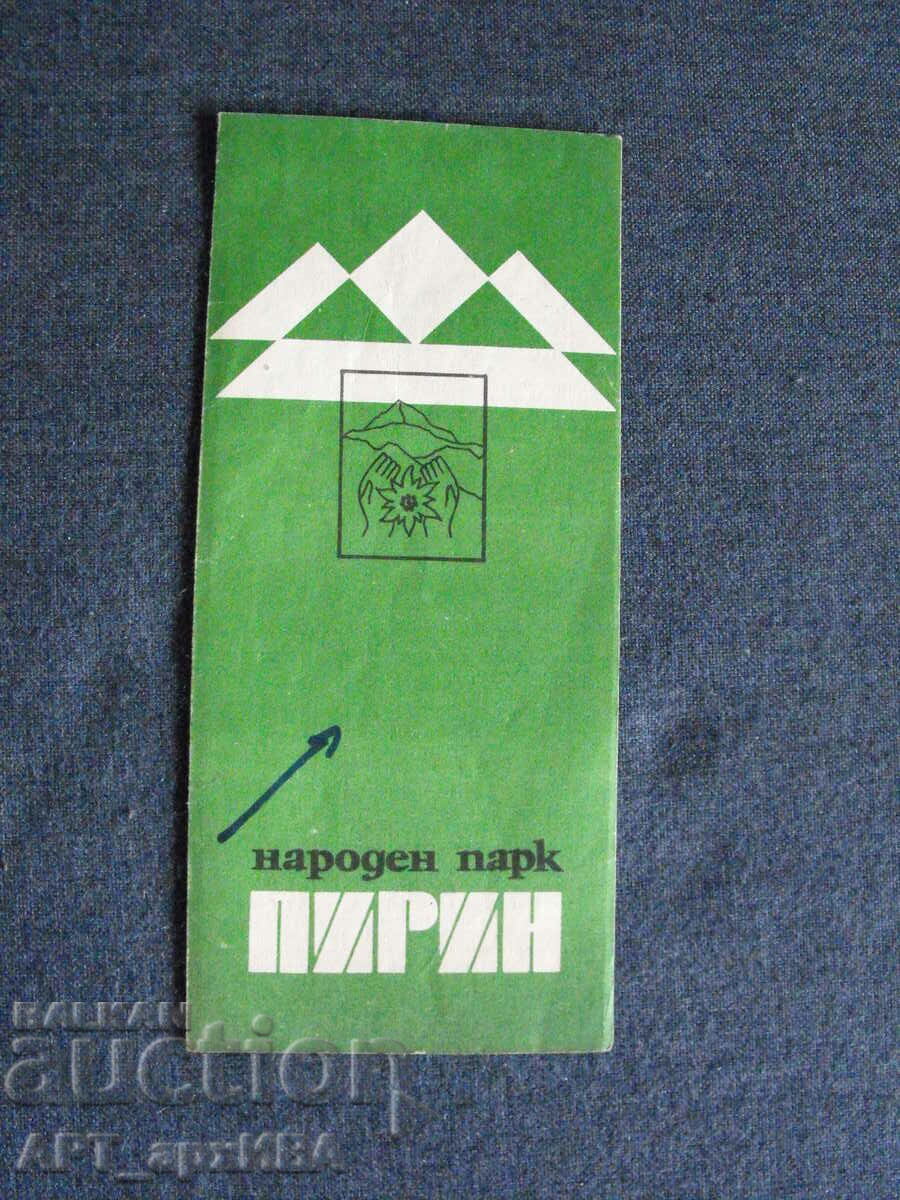 народен парк
ПИРИН
BALKAN
auction
АРТ_архИВА